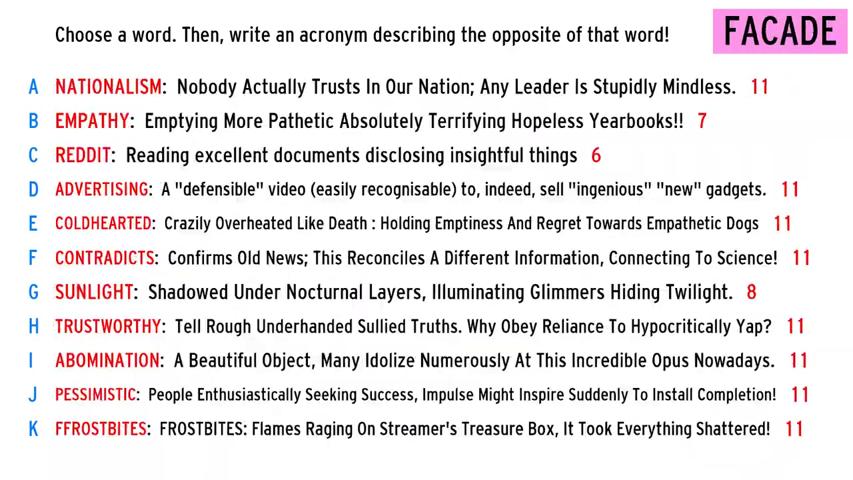 Choose a word. Then, write an acronym describing the opposite of that word!
FACADE
A NATIONALISM: Nobody Actually Trusts In Our Nation; Any Leader Is Stupidly Mindless. 11
B EMPATHY: Emptying More Pathetic Absolutely Terrifying Hopeless Yearbooks!! 7
C REDDIT: Reading excellent documents disclosing insightful things 6
D ADVERTISING: A "defensible" video (easily recognisable) to, indeed, sell "ingenious" "new" gadgets. 11
E COLDHEARTED: Crazily Overheated Like Death : Holding Emptiness And Regret Towards Empathetic Dogs 11
F CONTRADICTS: Confirms Old News; This Reconciles A Different Information, Connecting To Science! 11
G SUNLIGHT: Shadowed Under Nocturnal Layers, Illuminating Glimmers Hiding Twilight. 8
H TRUSTWORTHY: Tell Rough Underhanded Sullied Truths. Why Obey Reliance To Hypocritically Yap? 11
I ABOMINATION: A Beautiful Object, Many Idolize Numerously At This Incredible Opus Nowadays. 11
J PESSIMISTIC: People Enthusiastically Seeking Success, Impulse Might Inspire Suddenly To Install Completion! 11
K FFROSTBITES: FROSTBITES: Flames Raging On Streamer's Treasure Box, It Took Everything Shattered! 11